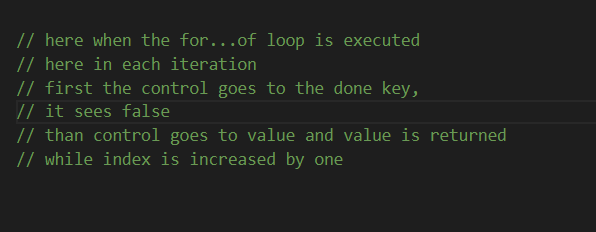 // here when the for...of loop is executed
// here in each iteration
// first the control goes to the done key,
// it sees false
// than control goes to value and value is returned
// while index is increased by one